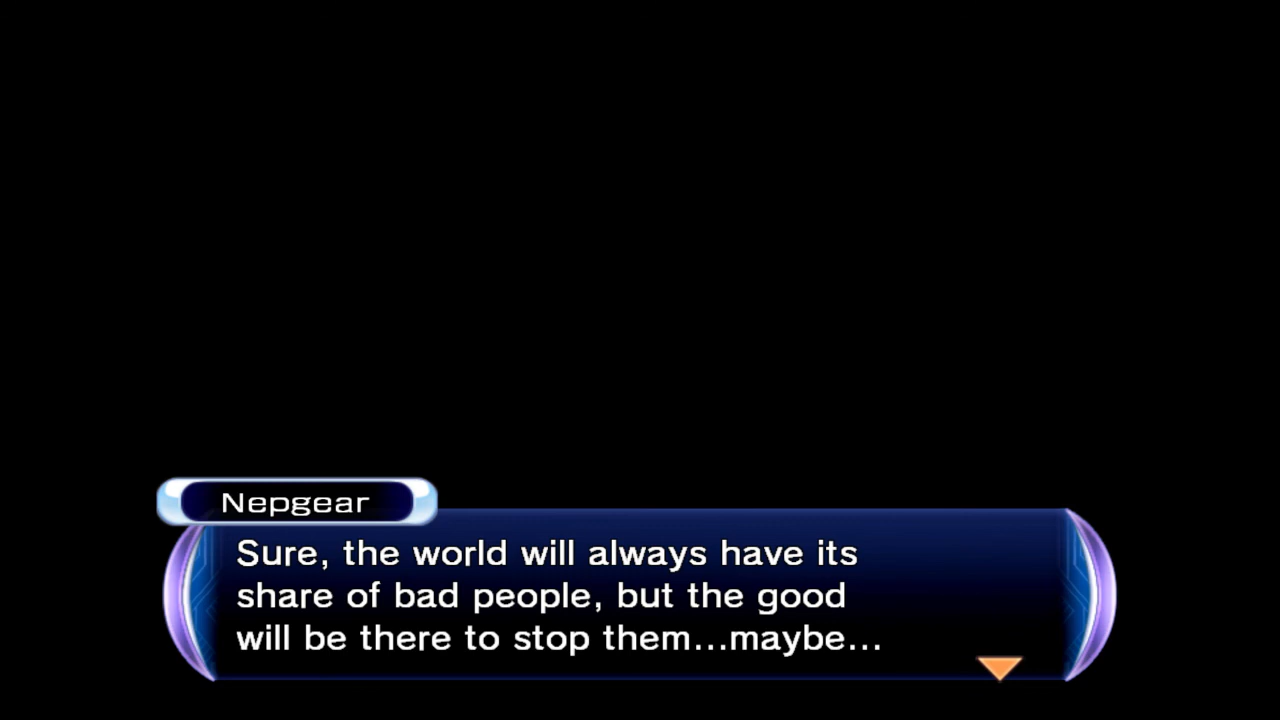 Nepgear
Sure, the world will always have its
share of bad people, but the good
will be there to stop them...maybe...